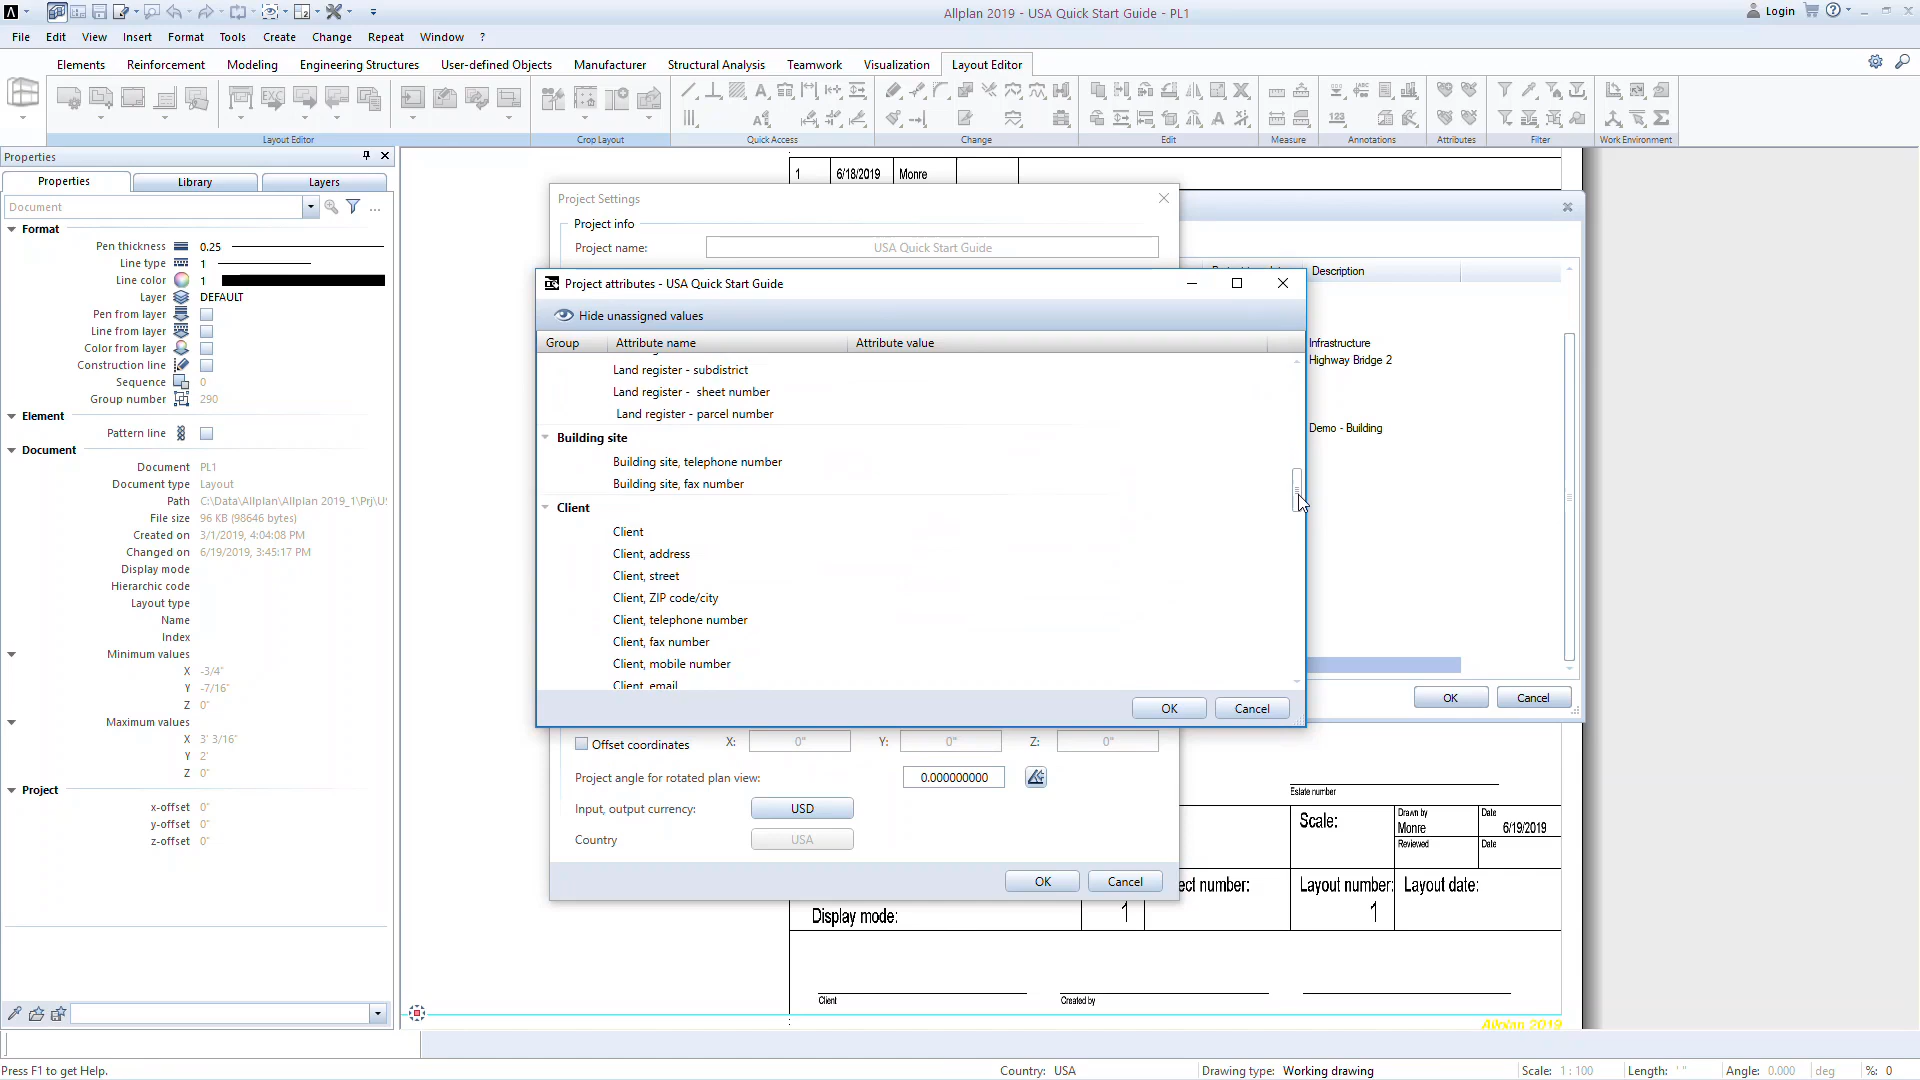 Allplan 2019 - USA Quick Start Guide - PL1
Login
File Edit View Insert Format Tools Create Change Repeat Window ?
Elements Reinforcement Modeling Engineering Structures User-defined Objects Manufacturer Structural Analysis Teamwork Visualization Layout Editor
Layout Editor Crop Layout Quick Access Change Edit Measure Annotations Attributes Filter Work Environment
Properties
Properties Library Layers
Document
Format
Pen thickness 0.25
Line type 1
Line color 1
Layer DEFAULT
Pen from layer
Line from layer
Color from layer
Construction line
Sequence 0
Group number 290
Element
Pattern line
Document
Document PL1
Document type Layout
Path C:\Data\Allplan\Allplan 2019_1\Prj\US
File size 96 KB (98646 bytes)
Created on 3/1/2019, 4:04:08 PM
Changed on 6/19/2019, 3:45:17 PM
Display mode
Hierarchic code
Layout type
Name
Index
Minimum values
X -3/4"
Y -7/16"
Z 0"
Maximum values
X 3' 3/16"
Y 2'
Z 0"
Project
x-offset 0"
y-offset 0"
z-offset 0"
1 6/18/2019 Monre
Project Settings
Project info
Project name: USA Quick Start Guide
Project attributes - USA Quick Start Guide
Hide unassigned values
Group Attribute name Attribute value
Land register - subdistrict
Land register - sheet number
Land register - parcel number
Building site
Building site, telephone number
Building site, fax number
Client
Client
Client, address
Client, street
Client, ZIP code/city
Client, telephone number
Client, fax number
Client, mobile number
Client, email
OK Cancel
Description
Infrastructure
Highway Bridge 2
Demo - Building
OK Cancel
Offset coordinates X: 0" Y: 0" Z: 0"
Project angle for rotated plan view: 0.000000000
Input, output currency: USD
Country USA
OK Cancel
Estate number
Scale: Drawn by Monre Date 6/19/2019
Reviewed Date
ect number: Layout number: Layout date:
Display mode: 1 1
Client Created by
Allplan 2019
Press F1 to get Help.
Country: USA Drawing type: Working drawing Scale: 1 : 100 Length: ' " Angle: 0.000 deg %: 0